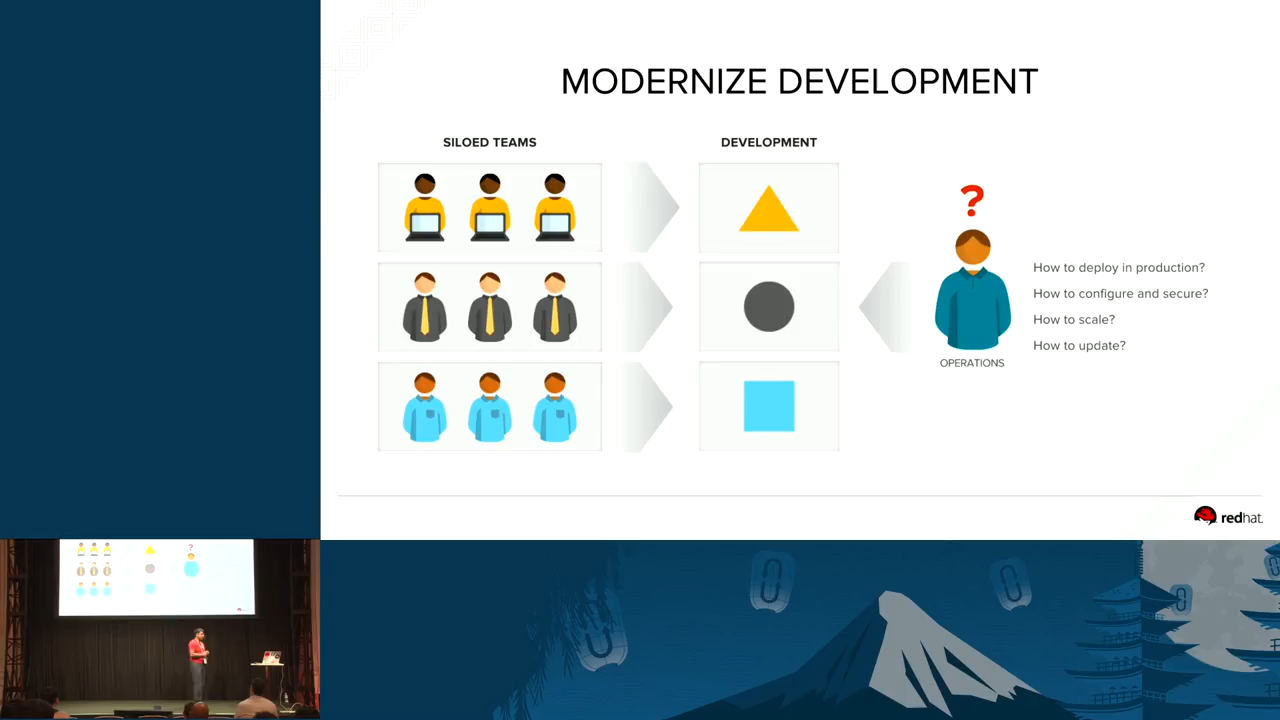 MODERNIZE DEVELOPMENT
SILOED TEAMS
DEVELOPMENT
?
How to deploy in production?
How to configure and secure?
How to scale?
How to update?
OPERATIONS
redhat.